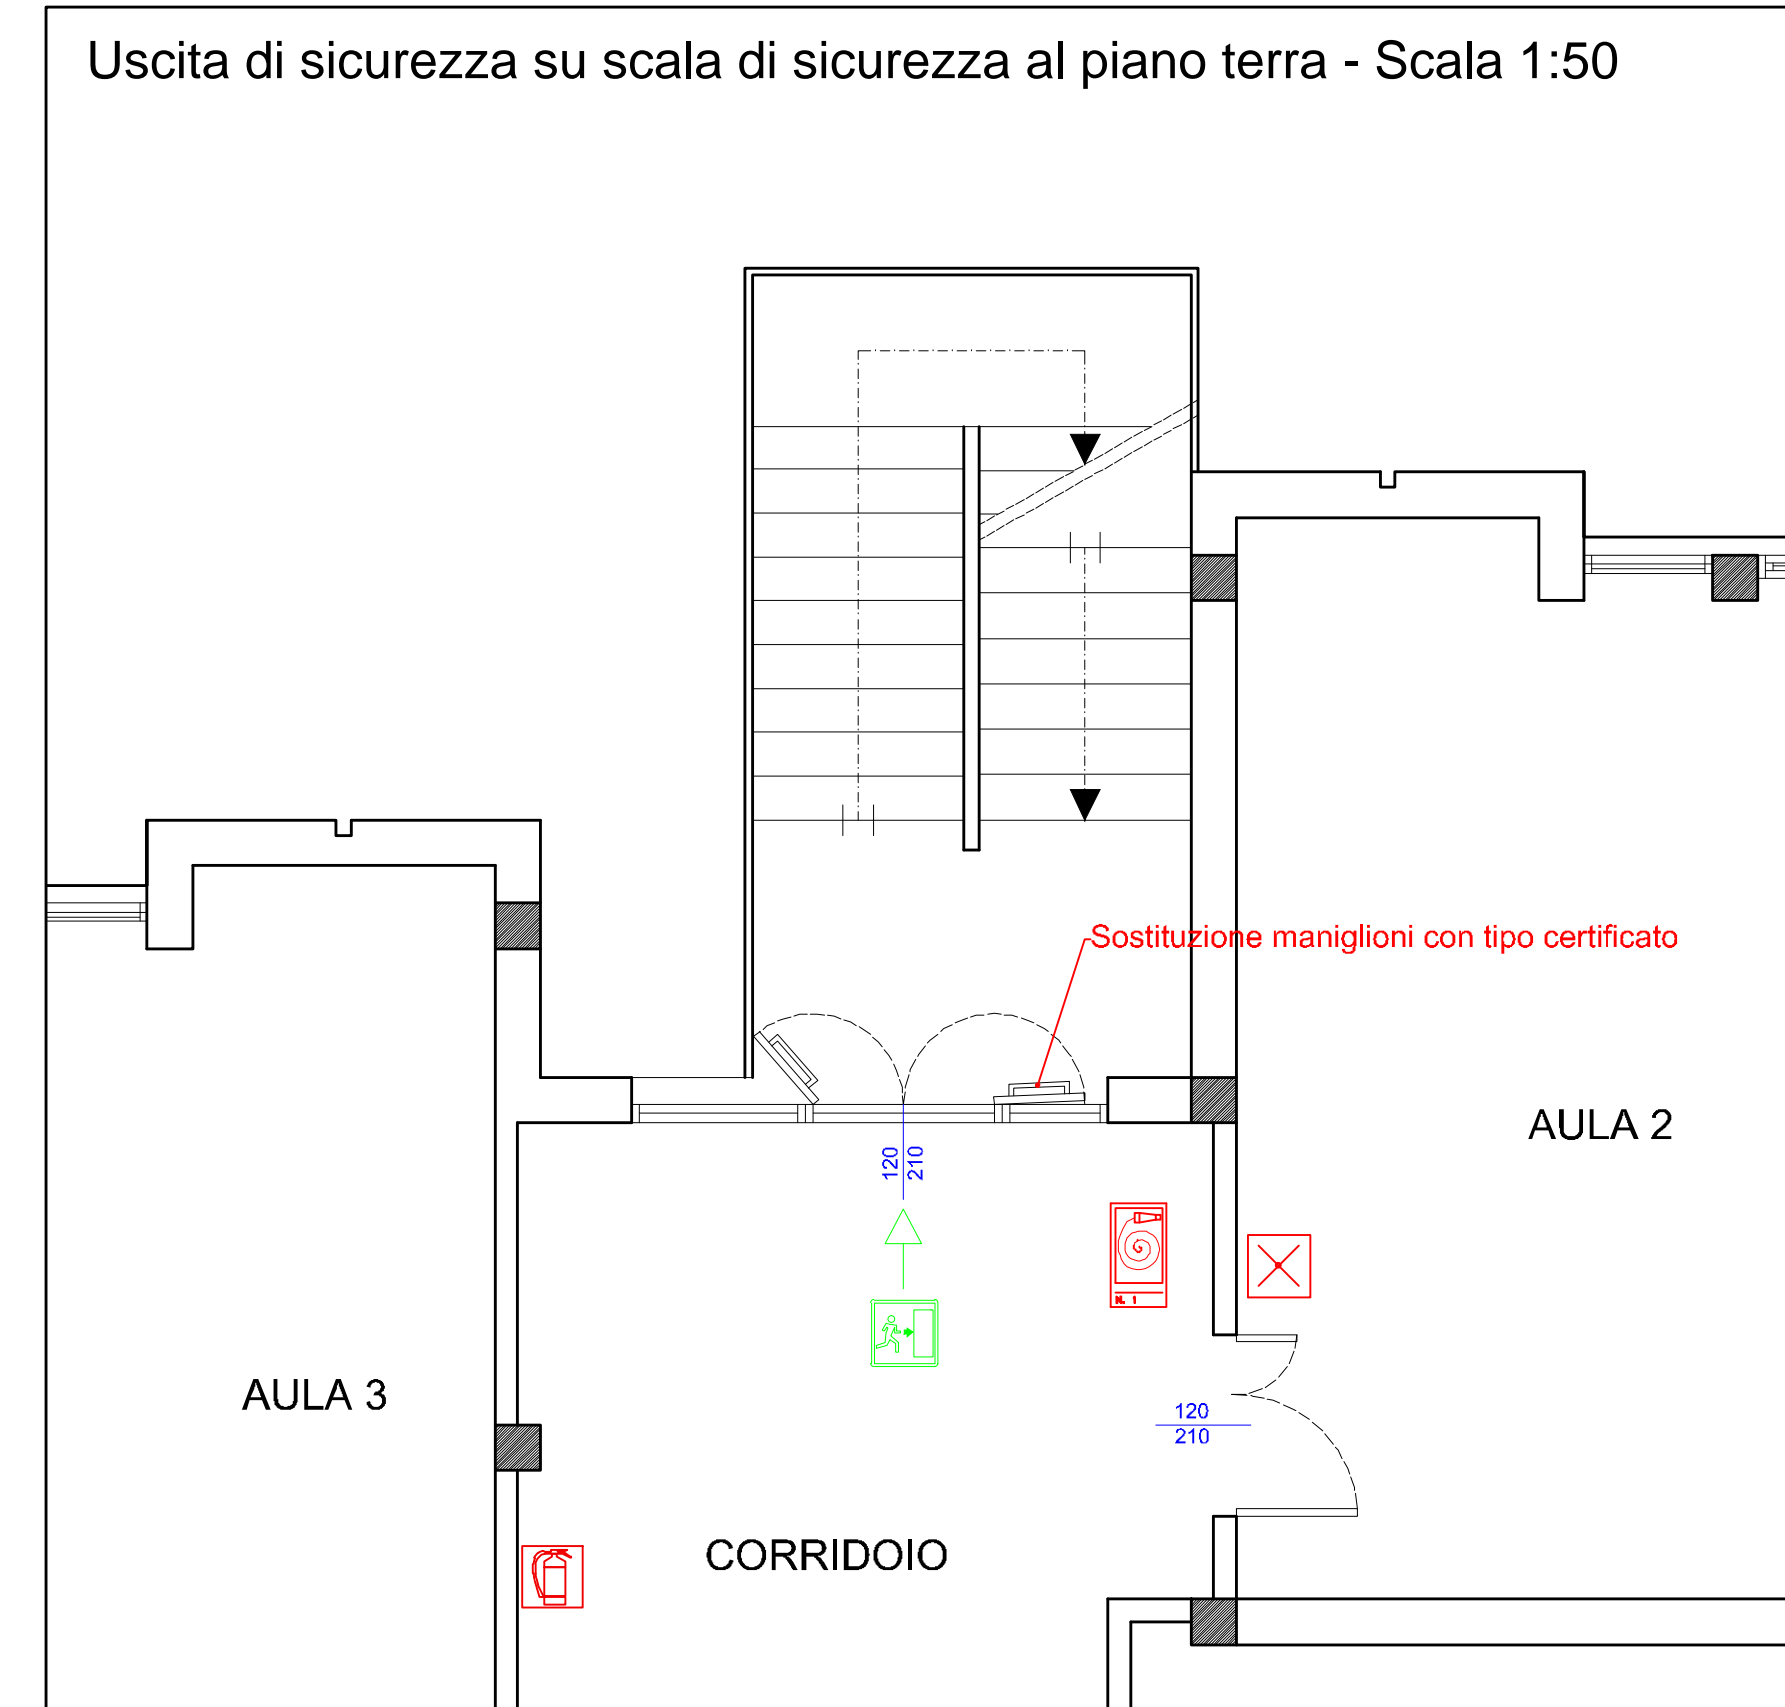 Uscita di sicurezza su scala di sicurezza al piano terra - Scala 1:50
Sostituzione maniglioni con tipo certificato
AULA 2
120
210
N. 1
AULA 3
120
210
CORRIDOIO